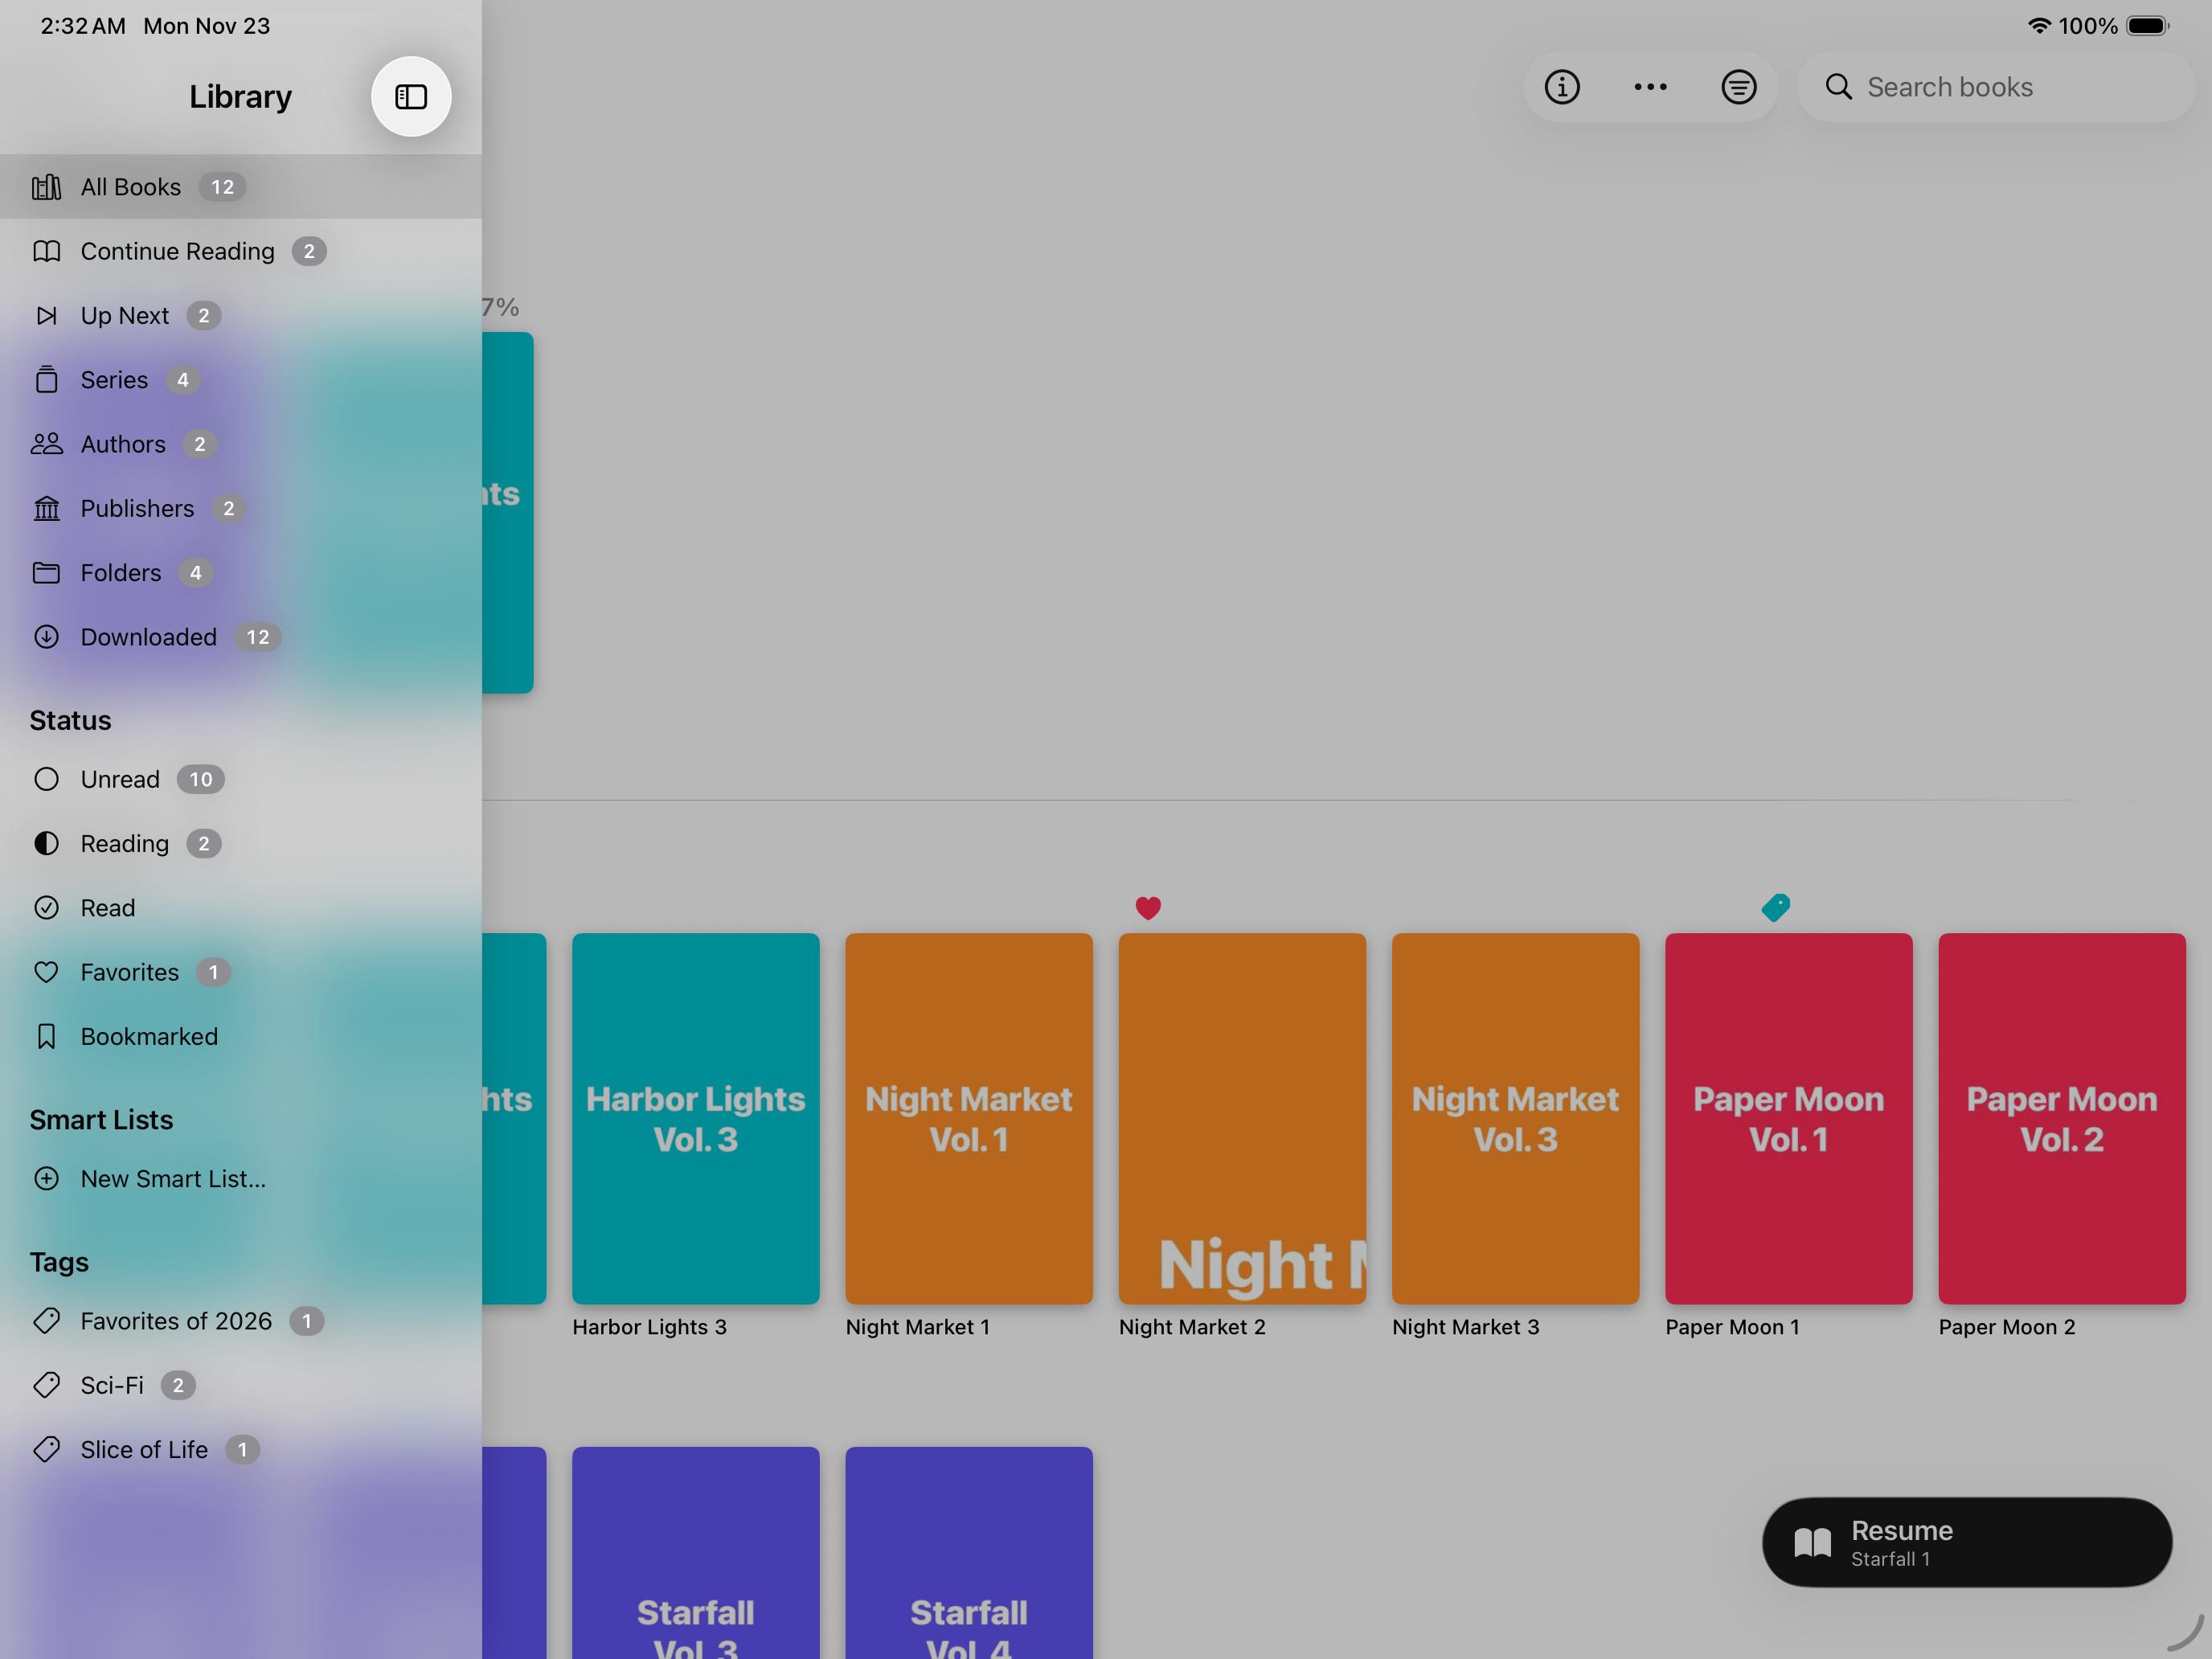 2:32 AM Mon Nov 23
100%
Library
Search books
All Books 12
Continue Reading 2
Up Next 2
Series 4
Authors 2
Publishers 2
Folders 4
Downloaded 12
Status
Unread 10
Reading 2
Read
Favorites 1
Bookmarked
Smart Lists
New Smart List...
Tags
Favorites of 2026 1
Sci-Fi 2
Slice of Life 1
7%
hts
Harbor Lights
Vol. 3
Night Market
Vol. 1
Night M
Night Market
Vol. 3
Paper Moon
Vol. 1
Paper Moon
Vol. 2
Harbor Lights 3
Night Market 1
Night Market 2
Night Market 3
Paper Moon 1
Paper Moon 2
Starfall
Vol. 3
Starfall
Vol. 4
Resume
Starfall 1